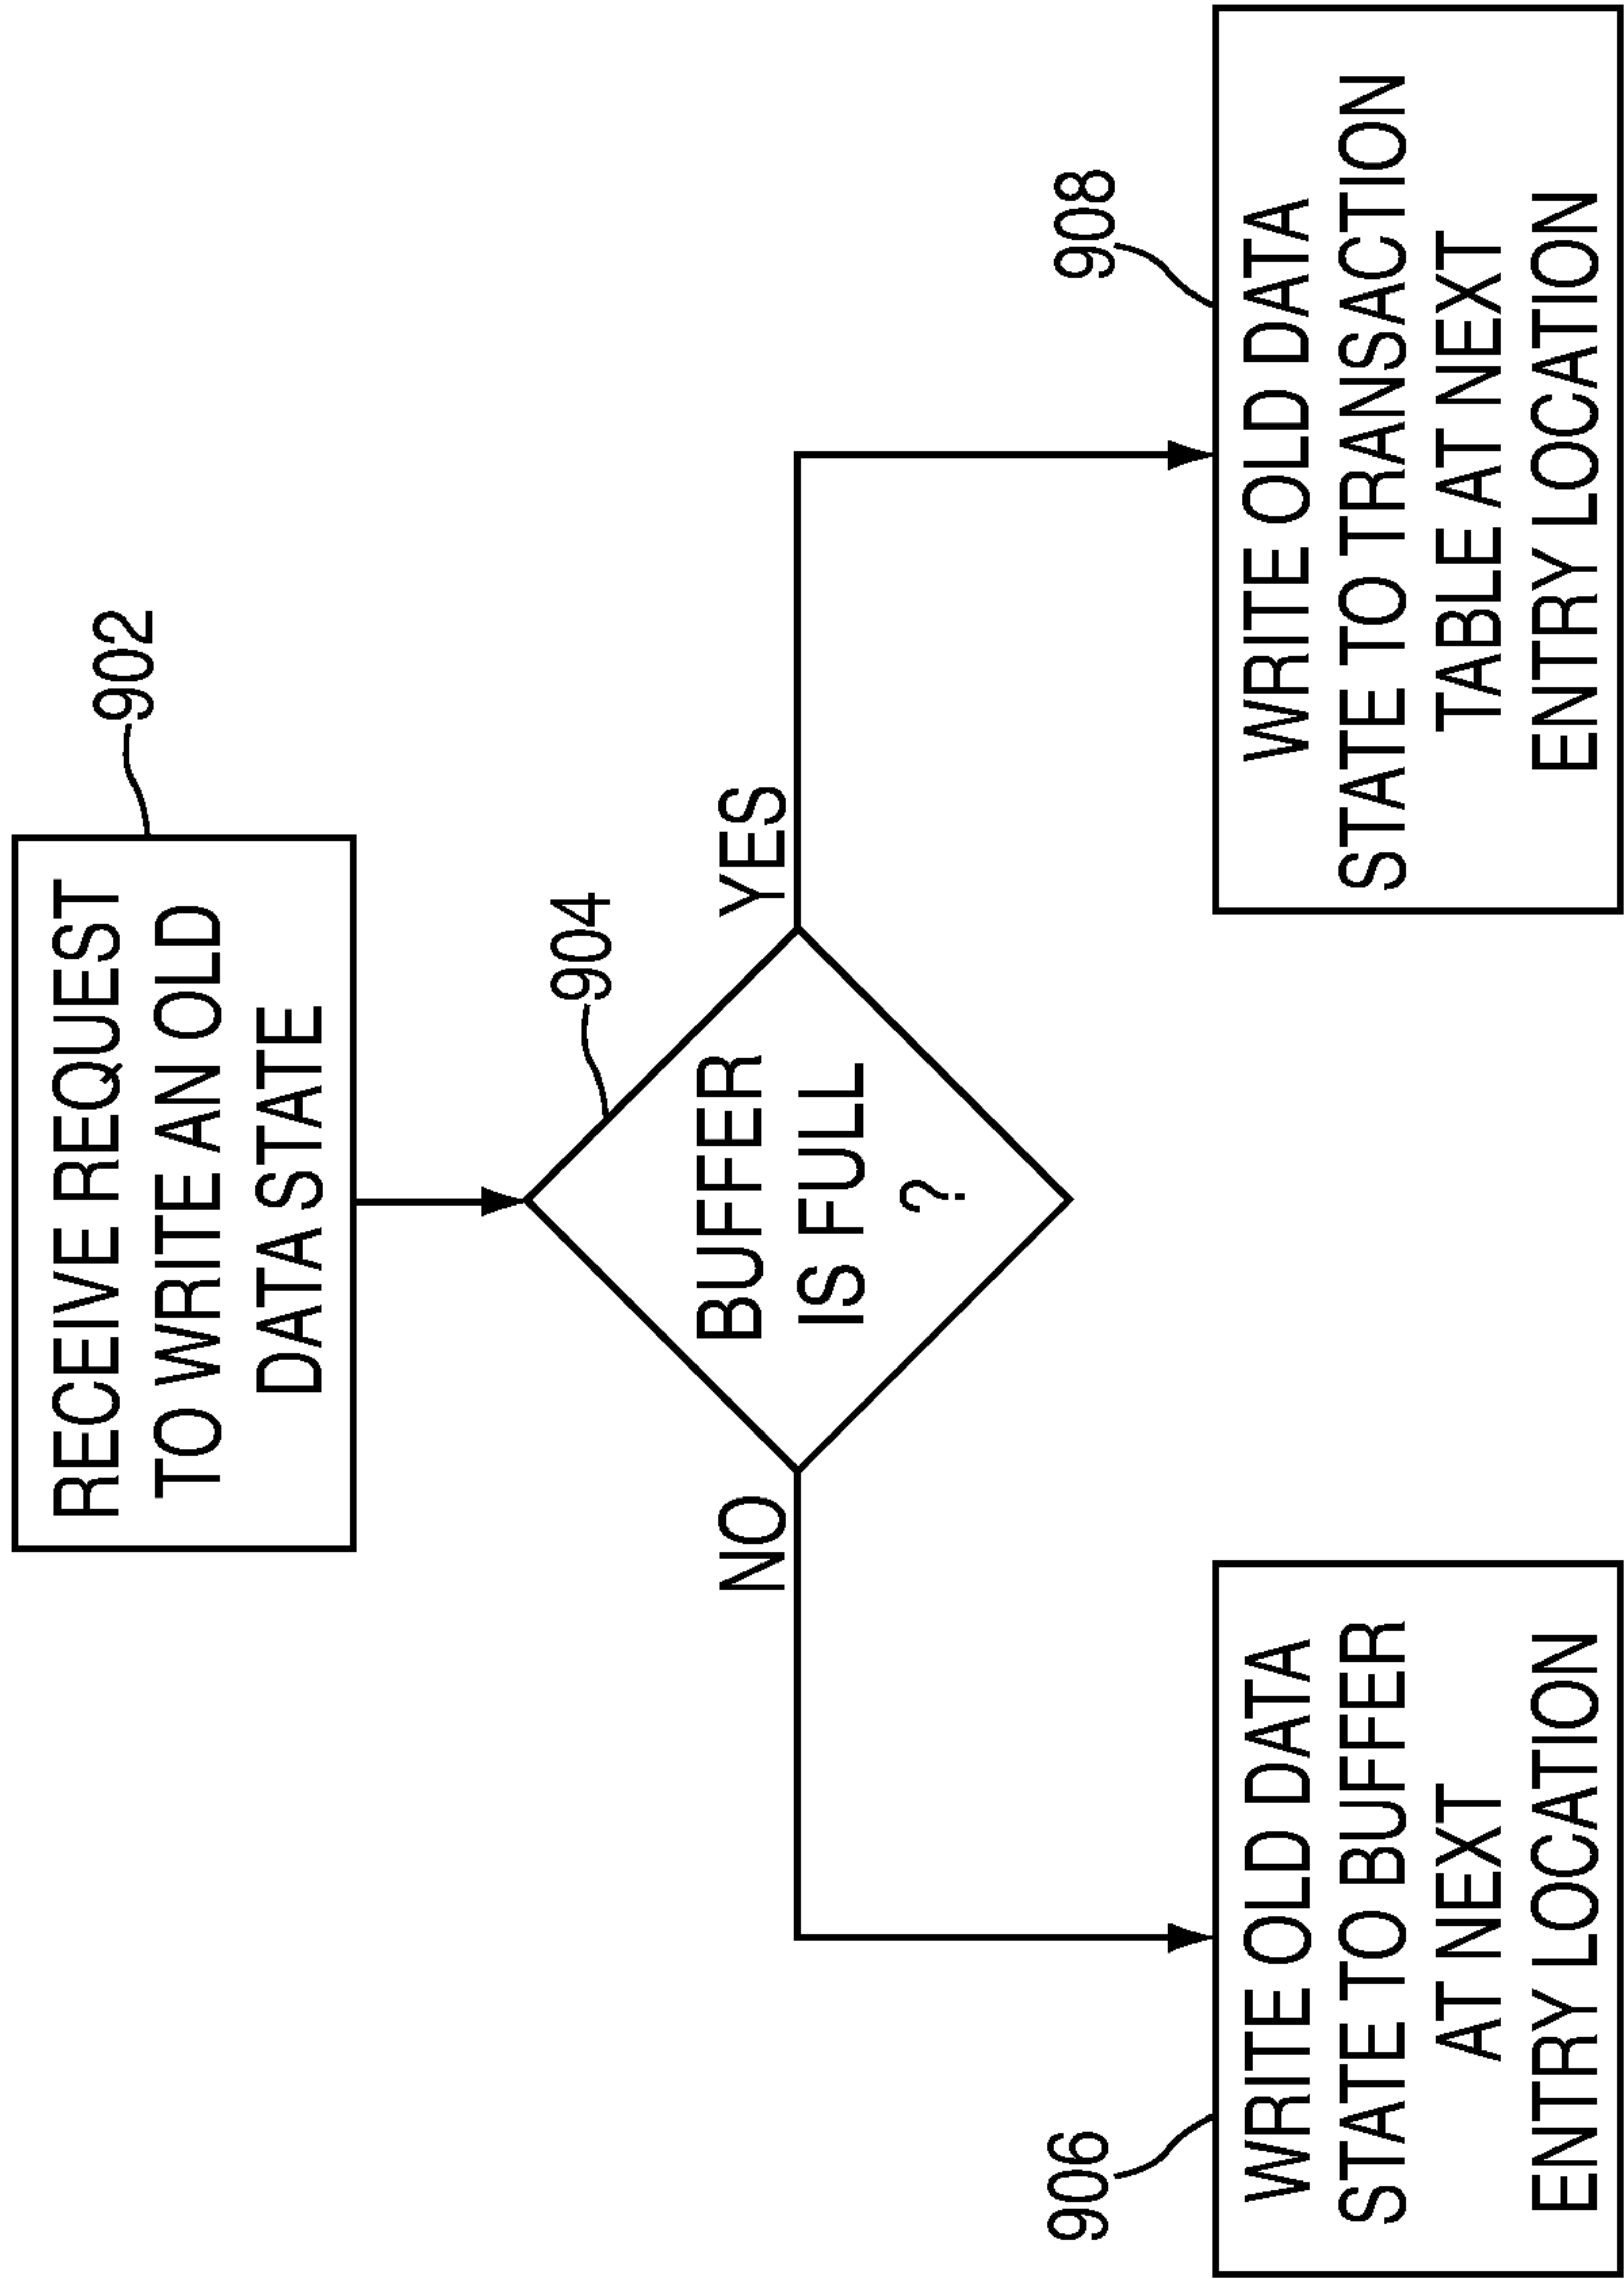 RECEIVE REQUEST
TO WRITE AN OLD
DATA STATE
902
904
BUFFER
IS FULL
?
NO
YES
906
WRITE OLD DATA
STATE TO BUFFER
AT NEXT
ENTRY LOCATION
908
WRITE OLD DATA
STATE TO TRANSACTION
TABLE AT NEXT
ENTRY LOCATION